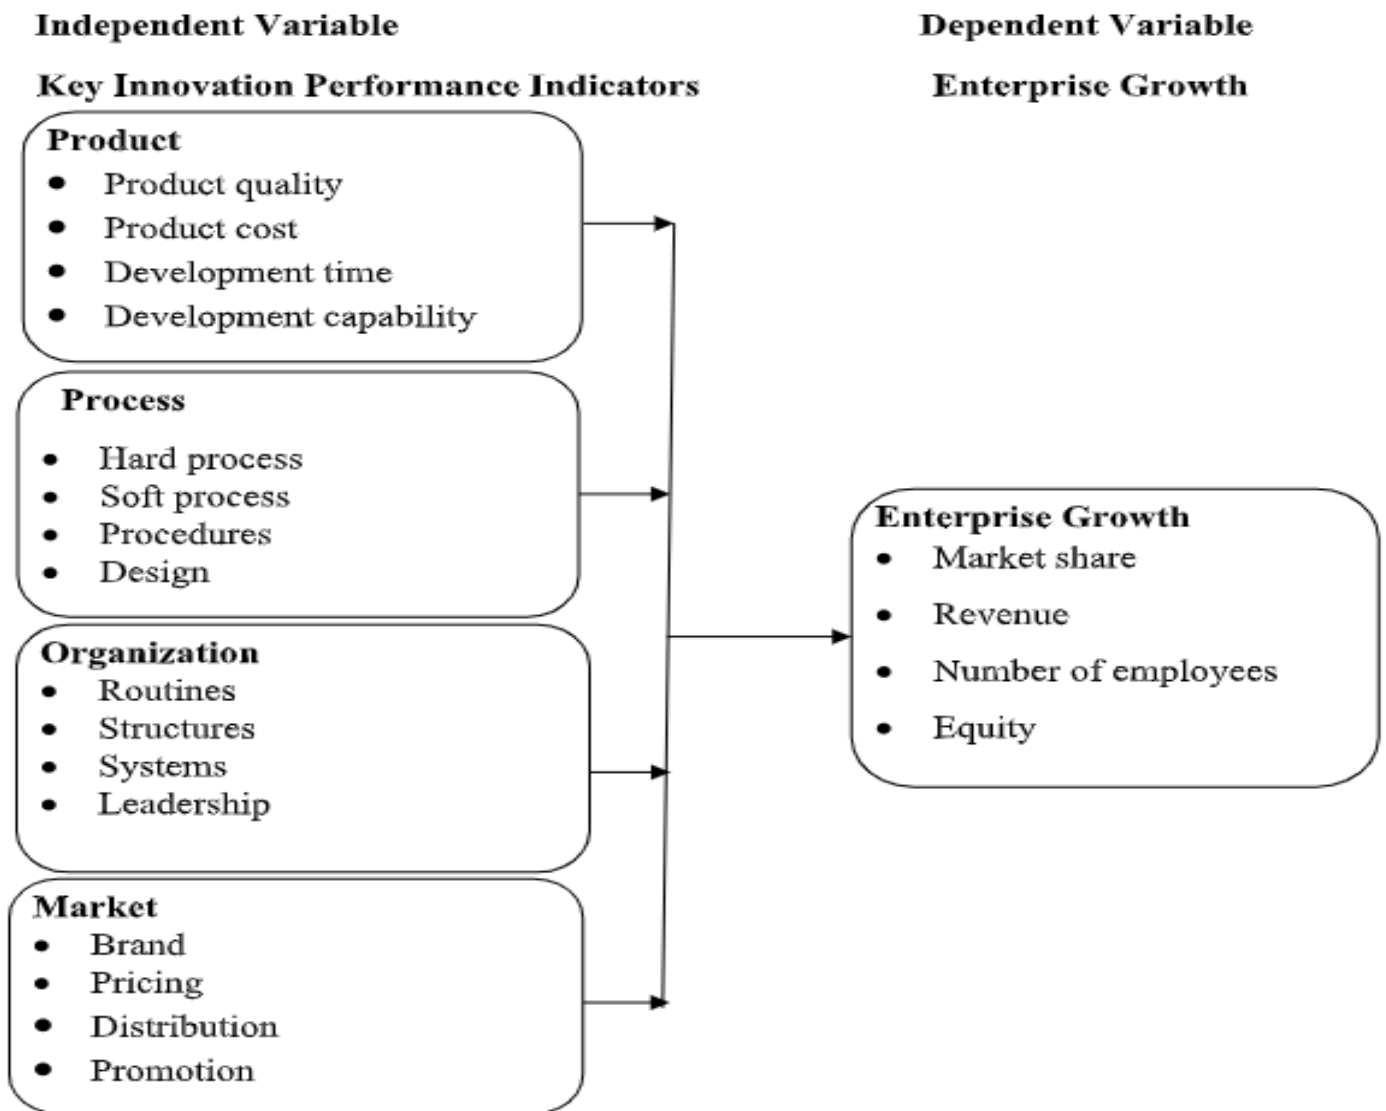 Independent Variable
Dependent Variable
Key Innovation Performance Indicators
Enterprise Growth
Product
• Product quality
• Product cost
• Development time
• Development capability
Process
• Hard process
• Soft process
• Procedures
• Design
Organization
• Routines
• Structures
• Systems
• Leadership
Market
• Brand
• Pricing
• Distribution
• Promotion
Enterprise Growth
• Market share
• Revenue
• Number of employees
• Equity